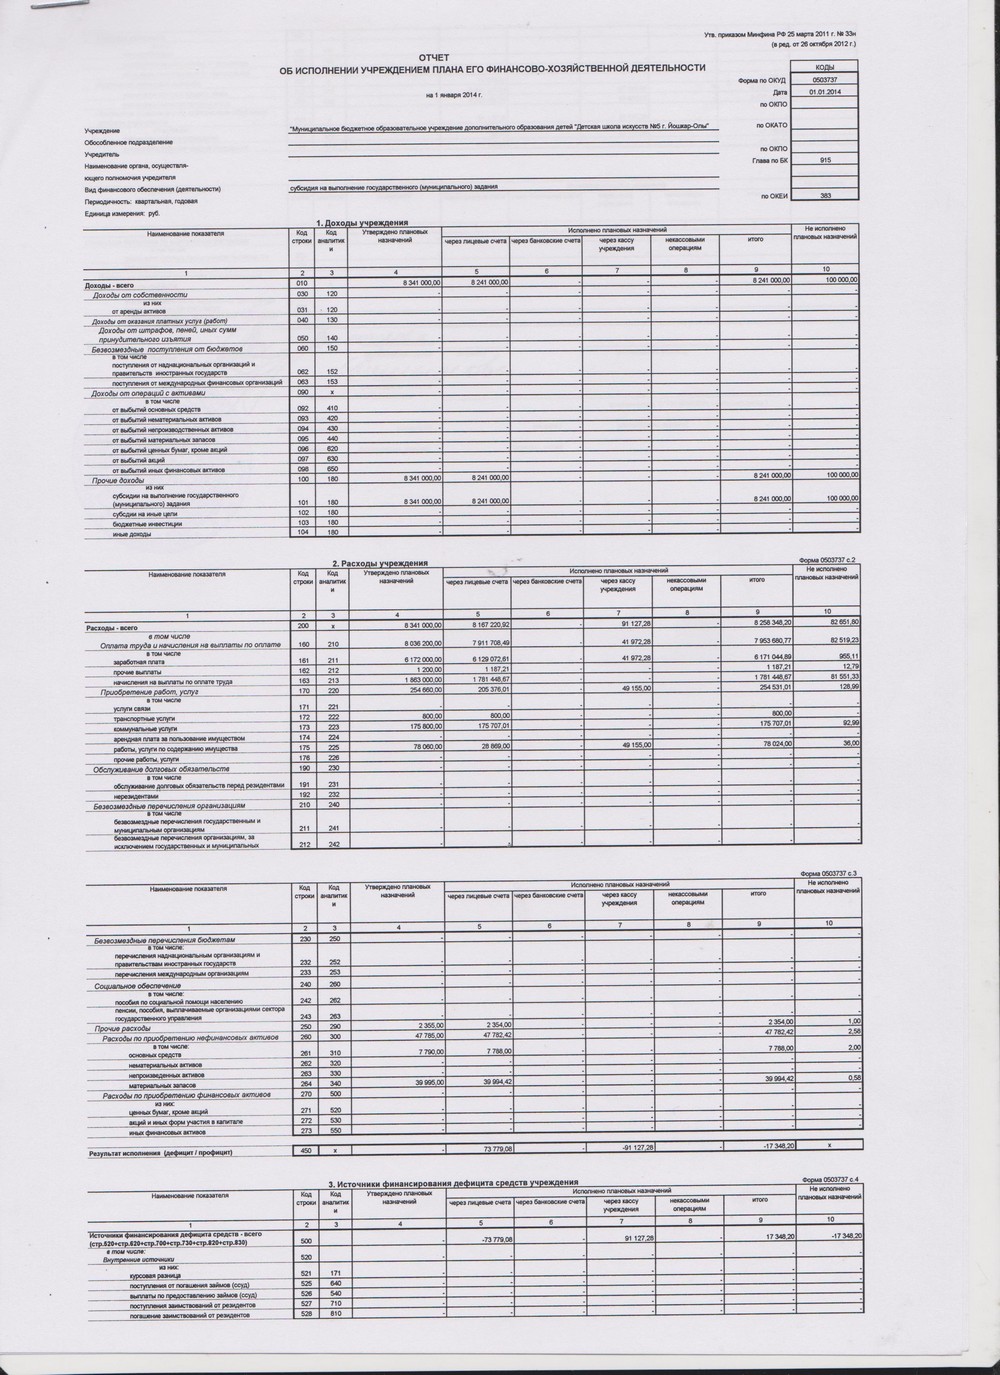 Утв. приказом Минфина РФ 25 марта 2011 г. № 33н
(в ред. от 26 октября 2012 г.)
ОТЧЕТ
ОБ ИСПОЛНЕНИИ УЧРЕЖДЕНИЕМ ПЛАНА ЕГО ФИНАНСОВО-ХОЗЯЙСТВЕННОЙ ДЕЯТЕЛЬНОСТИ
КОДЫ
Форма по ОКУД 0503737
на 1 января 2014 г. Дата 01.01.2014
по ОКПО
Учреждение "Муниципальное бюджетное образовательное учреждение дополнительного образования детей "Детская школа искусств №5 г. Йошкар-Олы" по ОКАТО
Обособленное подразделение
Учредитель по ОКПО
Наименование органа, осуществля- Глава по БК 915
ющего полномочия учредителя
Вид финансового обеспечения (деятельности) субсидия на выполнение государственного (муниципального) задания
Периодичность: квартальная, годовая по ОКЕИ 383
Единица измерения: руб.
1. Доходы учреждения
Наименование показателя Код строки Код аналитики Утверждено плановых назначений Исполнено плановых назначений Не исполнено плановых назначений
через лицевые счета через банковские счета через кассу учреждения некассовыми операциям итого
1 2 3 4 5 6 7 8 9 10
Доходы - всего 010 8 341 000,00 8 241 000,00 - - - 8 241 000,00 100 000,00
Доходы от собственности 030 120 - - - - - - -
из них
от аренды активов 031 120 - - - - - - -
Доходы от оказания платных услуг (работ) 040 130 - - - - - - -
Доходы от штрафов, пеней, иных сумм
принудительного изъятия 050 140 - - - - - - -
Безвозмездные поступления от бюджетов 060 150 - - - - - - -
в том числе
поступления от наднациональных организаций и
правительств иностранных государств 062 152 - - - - - - -
поступления от международных финансовых организаций 063 153 - - - - - - -
Доходы от операций с активами 090 х - - - - - - -
в том числе
от выбытий основных средств 092 410 - - - - - - -
от выбытий нематериальных активов 093 420 - - - - - - -
от выбытий непроизводственных активов 094 430 - - - - - - -
от выбытий материальных запасов 095 440 - - - - - - -
от выбытий ценных бумаг, кроме акций 096 620 - - - - - - -
от выбытий акций 097 630 - - - - - - -
от выбытий иных финансовых активов 098 650 - - - - - - -
Прочие доходы 100 180 8 341 000,00 8 241 000,00 - - - 8 241 000,00 100 000,00
из них
субсидии на выполнение государственного
(муниципального) задания 101 180 8 341 000,00 8 241 000,00 - - - 8 241 000,00 100 000,00
субсдии на иные цели 102 180 - - - - - - -
бюджетные инвестиции 103 180 - - - - - - -
иные доходы 104 180 - - - - - - -
2. Расходы учреждения Форма 0503737 с.2
Наименование показателя Код строки Код аналитики Утверждено плановых назначений Исполнено плановых назначений Не исполнено плановых назначений
через лицевые счета через банковские счета через кассу учреждения некассовыми операциям итого
1 2 3 4 5 6 7 8 9 10
Расходы - всего 200 х 8 341 000,00 8 167 220,92 - 91 127,28 - 8 258 348,20 82 651,80
в том числе
Оплата труда и начисления на выплаты по оплате 160 210 8 036 200,00 7 911 708,49 - 41 972,28 - 7 953 680,77 82 519,23
в том числе
заработная плата 161 211 6 172 000,00 6 129 072,61 - 41 972,28 - 6 171 044,89 955,11
прочие выплаты 162 212 1 200,00 1 187,21 - - - 1 187,21 12,79
начисления на выплаты по оплате труда 163 213 1 863 000,00 1 781 448,67 - - - 1 781 448,67 81 551,33
Приобретение работ, услуг 170 220 254 660,00 205 376,01 - 49 155,00 - 254 531,01 128,99
в том числе
услуги связи 171 221 - - - - - - -
транспортные услуги 172 222 800,00 800,00 - - - 800,00 -
коммунальные услуги 173 223 175 800,00 175 707,01 - - - 175 707,01 92,99
арендная плата за пользование имуществом 174 224 - - - - - - -
работы, услуги по содержанию имущества 175 225 78 060,00 28 869,00 - 49 155,00 - 78 024,00 36,00
прочие работы, услуги 176 226 - - - - - - -
Обслуживание долговых обязательств 190 230 - - - - - - -
в том числе
обслуживание долговых обязательств перед резидентами 191 231 - - - - - - -
нерезидентами 192 232 - - - - - - -
Безвозмездные перечисления организациям 210 240 - - - - - - -
в том числе
безвозмездные перечисления государственным и
муниципальным организациям 211 241 - - - - - - -
безвозмездные перечисления организациям, за
исключением государственных и муниципальных 212 242 - - - - - - -
Форма 0503737 с.3
Наименование показателя Код строки Код аналитики Утверждено плановых назначений Исполнено плановых назначений Не исполнено плановых назначений
через лицевые счета через банковские счета через кассу учреждения некассовыми операциям итого
1 2 3 4 5 6 7 8 9 10
Безвозмездные перечисления бюджетам 230 250 - - - - - - -
в том числе:
перечисления наднациональным организациям и
правительствам иностранных государств 232 252 - - - - - - -
перечисления международным организациям 233 253 - - - - - - -
Социальное обеспечение 240 260 - - - - - - -
в том числе:
пособия по социальной помощи населению 242 262 - - - - - - -
пенсии, пособия, выплачиваемые организациями сектора
государственного управления 243 263 - - - - - - -
Прочие расходы 250 290 2 355,00 2 354,00 - - - 2 354,00 1,00
Расходы по приобретению нефинансовых активов 260 300 47 785,00 47 782,42 - - - 47 782,42 2,58
в том числе:
основных средств 261 310 7 790,00 7 788,00 - - - 7 788,00 2,00
нематериальных активов 262 320 - - - - - - -
непроизведенных активов 263 330 - - - - - - -
материальных запасов 264 340 39 995,00 39 994,42 - - - 39 994,42 0,58
Расходы по приобретению финансовых активов 270 500 - - - - - - -
из них:
ценных бумаг, кроме акций 271 520 - - - - - - -
акций и иных форм участия в капитале 272 530 - - - - - - -
иных финансовых активов 273 550 - - - - - - -
Результат исполнения (дефицит / профицит) 450 х - 73 779,08 - -91 127,28 - -17 348,20 х
3. Источники финансирования дефицита средств учреждения Форма 0503737 с.4
Наименование показателя Код строки Код аналитики Утверждено плановых назначений Исполнено плановых назначений Не исполнено плановых назначений
через лицевые счета через банковские счета через кассу учреждения некассовыми операциям итого
1 2 3 4 5 6 7 8 9 10
Источники финансирования дефицита средств - всего
(стр.520+стр.620+стр.700+стр.730+стр.820+стр.830) 500 - -73 779,08 - 91 127,28 - 17 348,20 -17 348,20
в том числе:
Внутренние источники 520 - - - - - - -
из них:
курсовая разница 521 171 - - - - - - -
поступления от погашения займов (ссуд) 525 640 - - - - - - -
выплаты по предоставлению займов (ссуд) 526 540 - - - - - - -
поступления заимствований от резидентов 527 710 - - - - - - -
погашение заимствований от резидентов 528 810 - - - - - - -